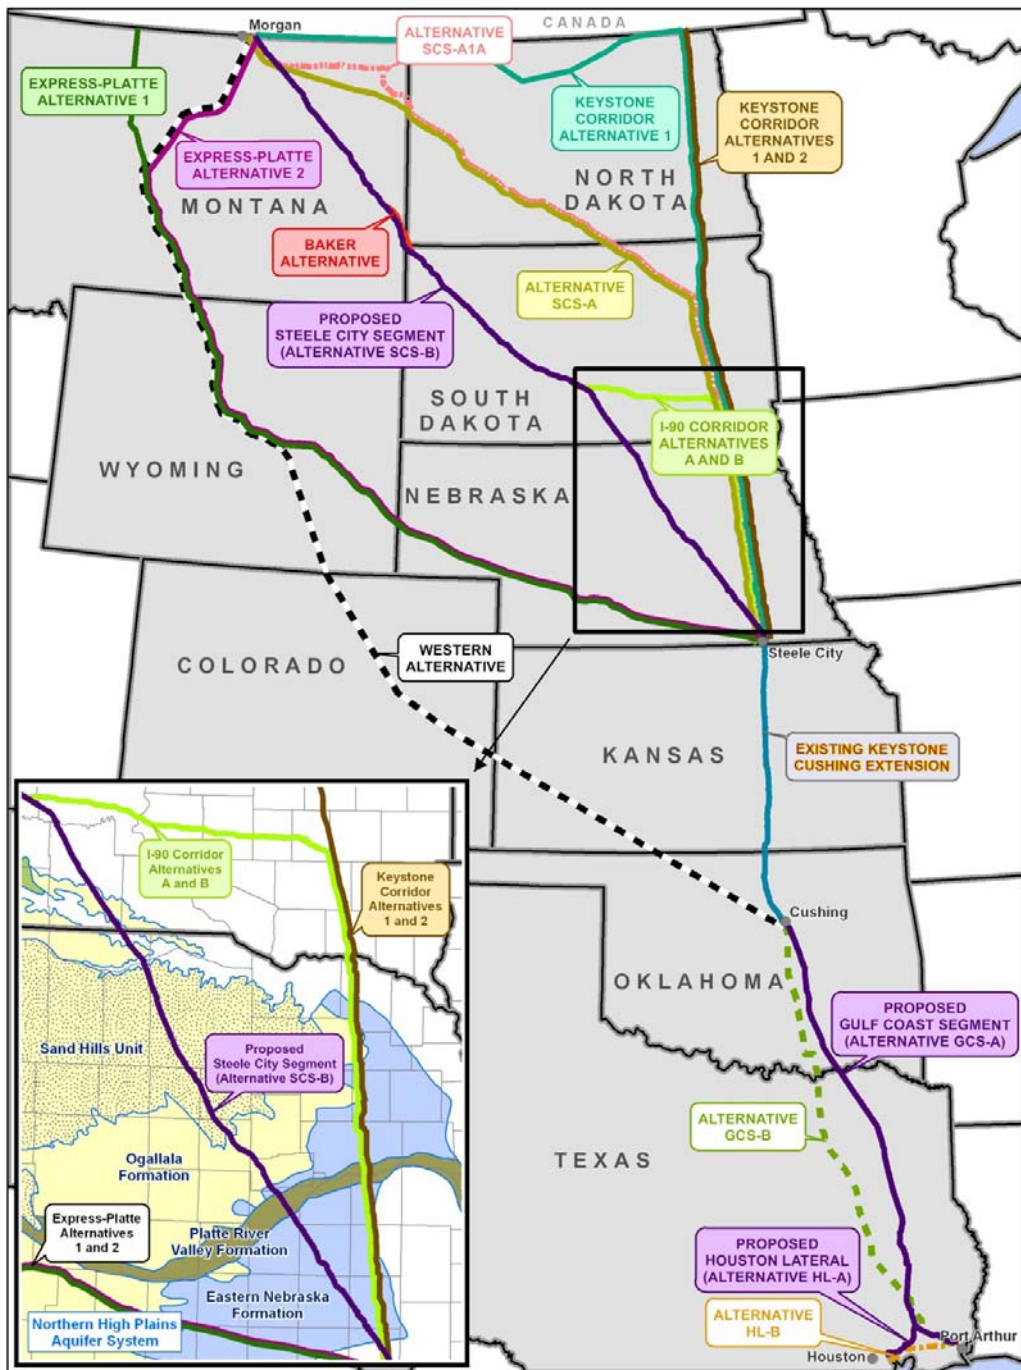 Morgan
CANADA
ALTERNATIVE
SCS-A1A
EXPRESS-PLATTE
ALTERNATIVE 1
KEYSTONE
CORRIDOR
ALTERNATIVE 1
KEYSTONE
CORRIDOR
ALTERNATIVES
1 AND 2
EXPRESS-PLATTE
ALTERNATIVE 2
MONTANA
NORTH
DAKOTA
BAKER
ALTERNATIVE
ALTERNATIVE
SCS-A
PROPOSED
STEELE CITY SEGMENT
(ALTERNATIVE SCS-B)
SOUTH
DAKOTA
I-90 CORRIDOR
ALTERNATIVES
A AND B
WYOMING
NEBRASKA
WESTERN
ALTERNATIVE
Steele City
COLORADO
KANSAS
EXISTING KEYSTONE
CUSHING EXTENSION
Cushing
OKLAHOMA
PROPOSED
GULF COAST SEGMENT
(ALTERNATIVE GCS-A)
ALTERNATIVE
GCS-B
TEXAS
PROPOSED
HOUSTON LATERAL
(ALTERNATIVE HL-A)
ALTERNATIVE
HL-B
Port Arthur
Houston
I-90 Corridor
Alternatives
A and B
Keystone
Corridor
Alternatives
1 and 2
Sand Hills Unit
Proposed
Steele City Segment
(Alternative SCS-B)
Ogallala
Formation
Express-Platte
Alternatives
1 and 2
Platte River
Valley Formation
Eastern Nebraska
Formation
Northern High Plains
Aquifer System